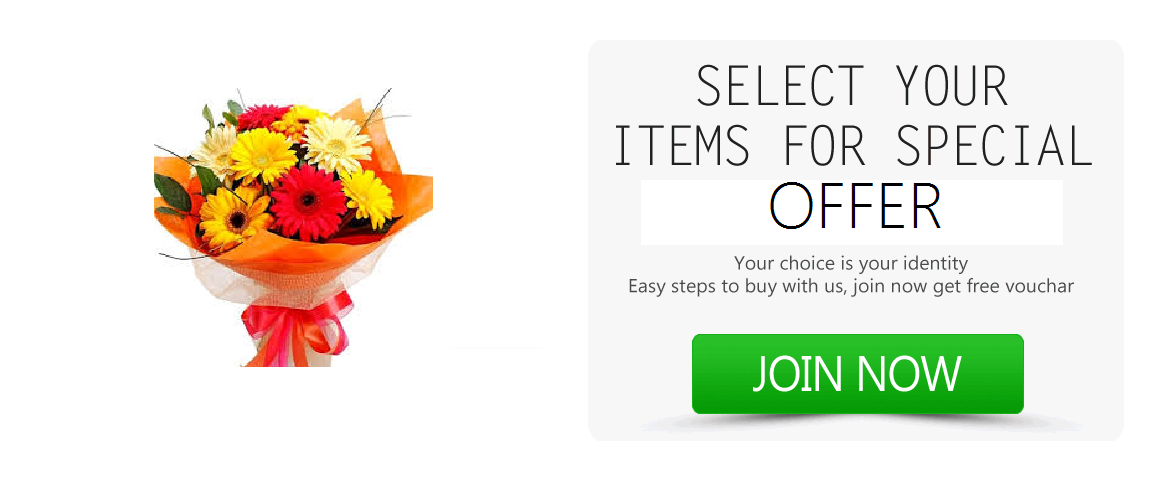 SELECT YOUR
ITEMS FOR SPECIAL
OFFER
Your choice is your identity
Easy steps to buy with us, join now get free vouchar
JOIN NOW